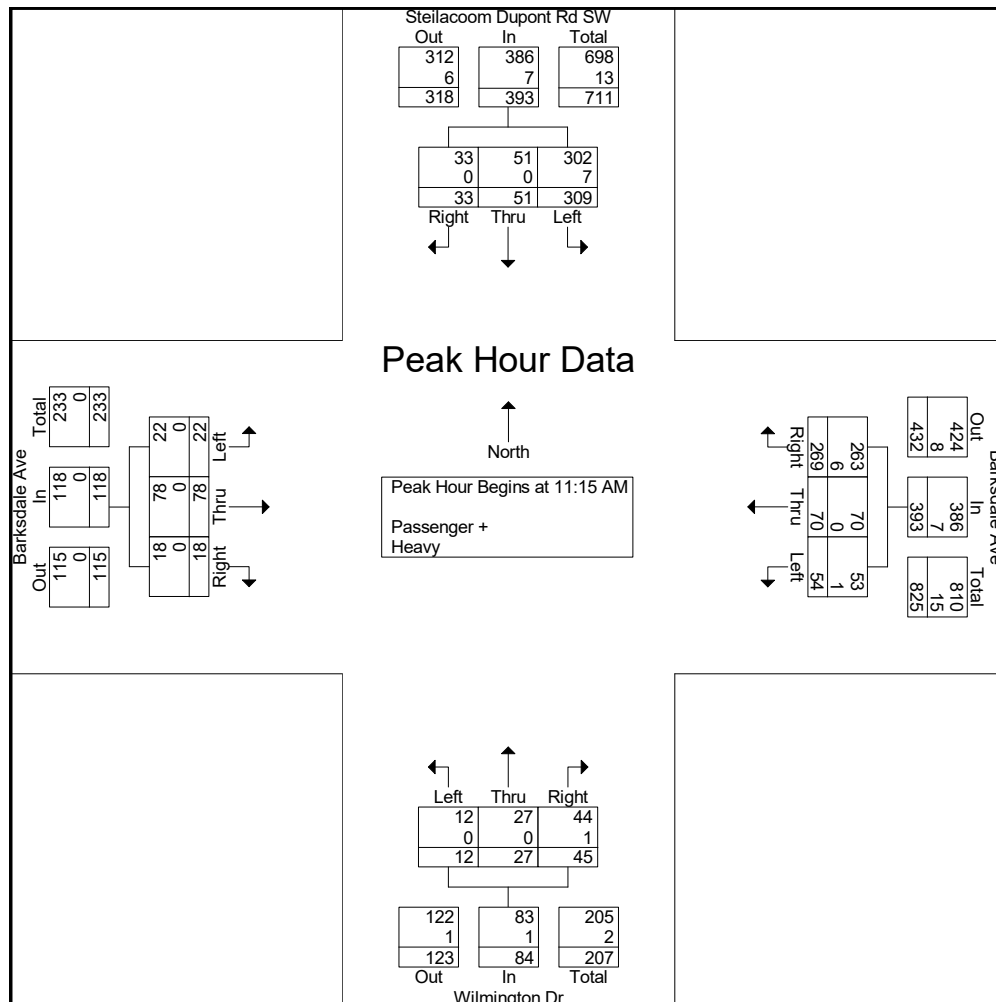 Steilacoom Dupont Rd SW
Out In Total
312 386 698
6 7 13
318 393 711
33 51 302
0 0 7
33 51 309
Right Thru Left
Peak Hour Data
North
Peak Hour Begins at 11:15 AM
Passenger +
Heavy
Barksdale Ave
Out In Total
115 118 233
0 0 0
115 118 233
Right Thru Left
18 78 22
0 0 0
18 78 22
Barksdale Ave
Out In Total
424 386 810
8 7 15
432 393 825
263 70 53
6 0 1
269 70 54
Right Thru Left
Left Thru Right
12 27 44
0 0 1
12 27 45
122 83 205
1 1 2
123 84 207
Out In Total
Wilmington Dr